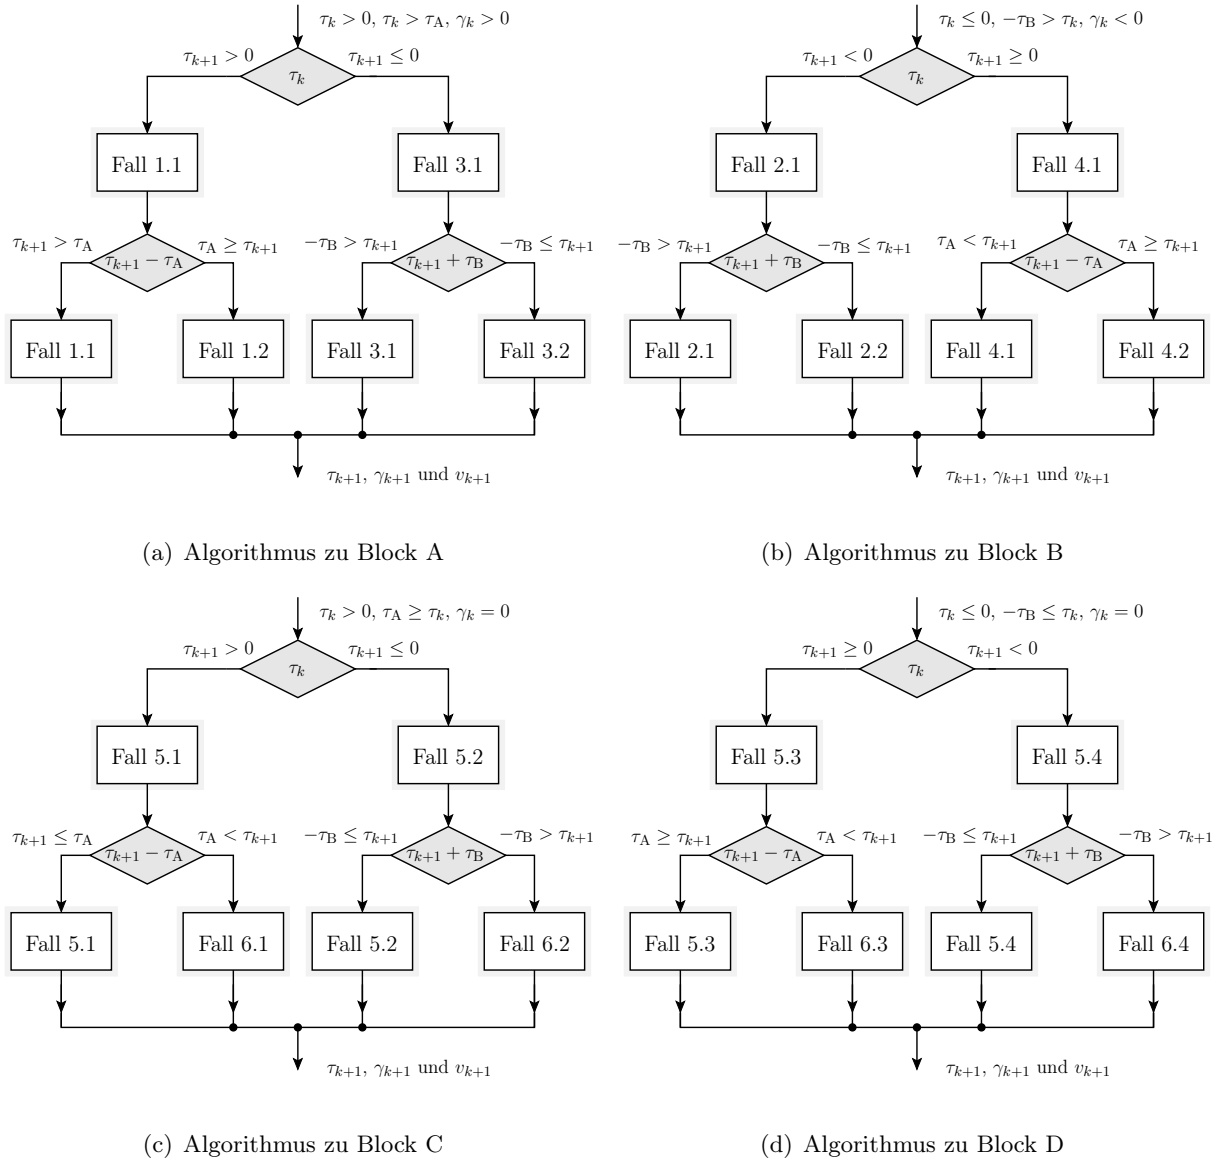 τ_k > 0, τ_k > τ_A, γ_k > 0
τ_{k+1} > 0 τ_{k+1} ≤ 0
τ_k
Fall 1.1 Fall 3.1
τ_{k+1} > τ_A τ_A ≥ τ_{k+1} −τ_B > τ_{k+1} −τ_B ≤ τ_{k+1}
τ_{k+1} − τ_A τ_{k+1} + τ_B
Fall 1.1 Fall 1.2 Fall 3.1 Fall 3.2
τ_{k+1}, γ_{k+1} und v_{k+1}
(a) Algorithmus zu Block A
τ_k ≤ 0, −τ_B > τ_k, γ_k < 0
τ_{k+1} < 0 τ_{k+1} ≥ 0
τ_k
Fall 2.1 Fall 4.1
−τ_B > τ_{k+1} −τ_B ≤ τ_{k+1} τ_A < τ_{k+1} τ_A ≥ τ_{k+1}
τ_{k+1} + τ_B τ_{k+1} − τ_A
Fall 2.1 Fall 2.2 Fall 4.1 Fall 4.2
τ_{k+1}, γ_{k+1} und v_{k+1}
(b) Algorithmus zu Block B
τ_k > 0, τ_A ≥ τ_k, γ_k = 0
τ_{k+1} > 0 τ_{k+1} ≤ 0
τ_k
Fall 5.1 Fall 5.2
τ_{k+1} ≤ τ_A τ_A < τ_{k+1} −τ_B ≤ τ_{k+1} −τ_B > τ_{k+1}
τ_{k+1} − τ_A τ_{k+1} + τ_B
Fall 5.1 Fall 6.1 Fall 5.2 Fall 6.2
τ_{k+1}, γ_{k+1} und v_{k+1}
(c) Algorithmus zu Block C
τ_k ≤ 0, −τ_B ≤ τ_k, γ_k = 0
τ_{k+1} ≥ 0 τ_{k+1} < 0
τ_k
Fall 5.3 Fall 5.4
τ_A ≥ τ_{k+1} τ_A < τ_{k+1} −τ_B ≤ τ_{k+1} −τ_B > τ_{k+1}
τ_{k+1} − τ_A τ_{k+1} + τ_B
Fall 5.3 Fall 6.3 Fall 5.4 Fall 6.4
τ_{k+1}, γ_{k+1} und v_{k+1}
(d) Algorithmus zu Block D